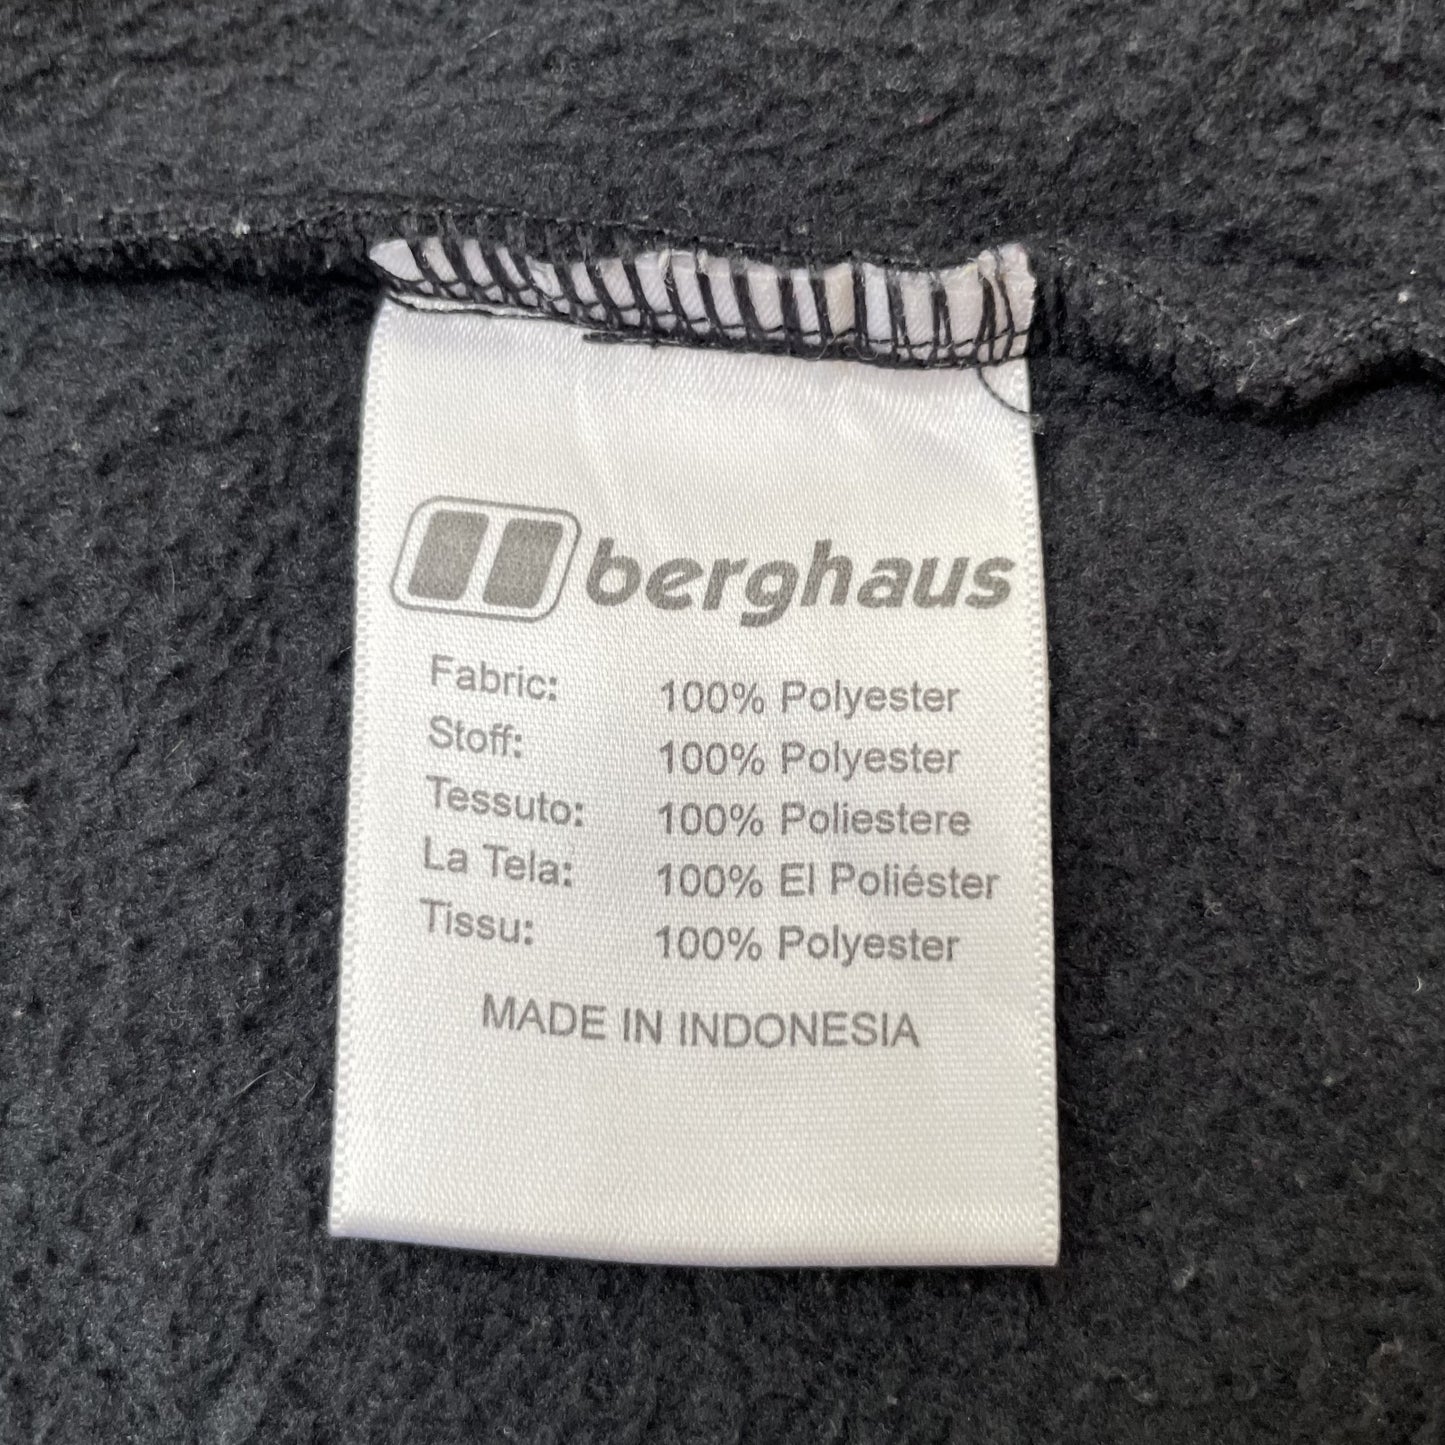 berghaus
Fabric: 100% Polyester
Stoff: 100% Polyester
Tessuto: 100% Poliestere
La Tela: 100% El Poliéster
Tissu: 100% Polyester
MADE IN INDONESIA